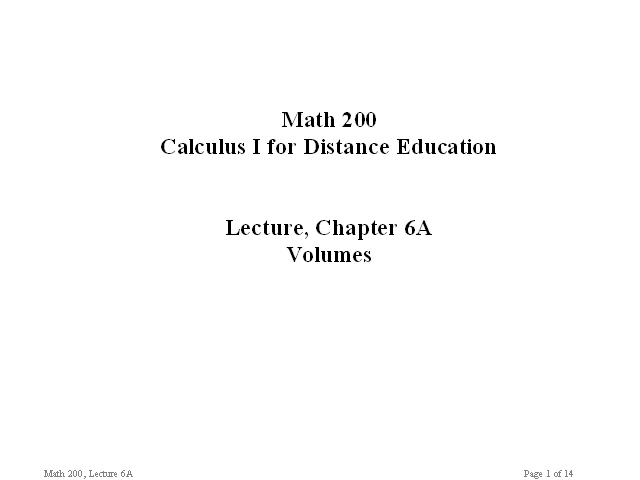 Math 200
Calculus I for Distance Education
Lecture, Chapter 6A
Volumes
Math 200, Lecture 6A
Page 1 of 14